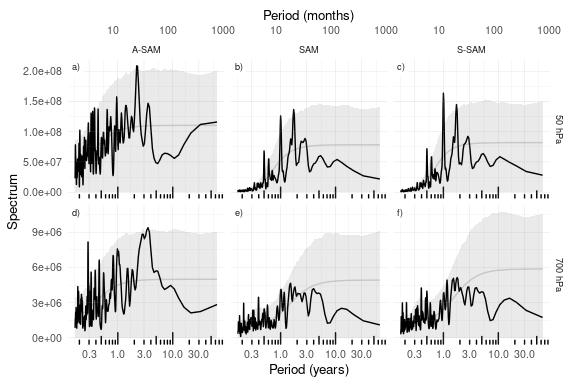 Period (months)
10 100 1000 10 100 1000 10 100 1000
A-SAM SAM S-SAM
a) b) c)
2.0e+08
1.5e+08
1.0e+08
5.0e+07
0.0e+00
50 hPa
Spectrum
d) e) f)
9e+06
6e+06
3e+06
0e+00
700 hPa
0.3 1.0 3.0 10.0 30.0 0.3 1.0 3.0 10.0 30.0 0.3 1.0 3.0 10.0 30.0
Period (years)